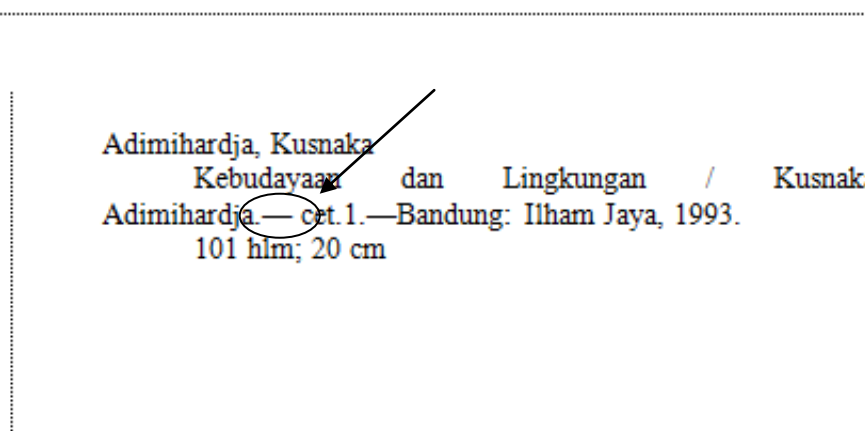 Adimihardja, Kusnaka
Kebudayaan dan Lingkungan / Kusnaka
Adimihardja.— cet.1.—Bandung: Ilham Jaya, 1993.
101 hlm; 20 cm